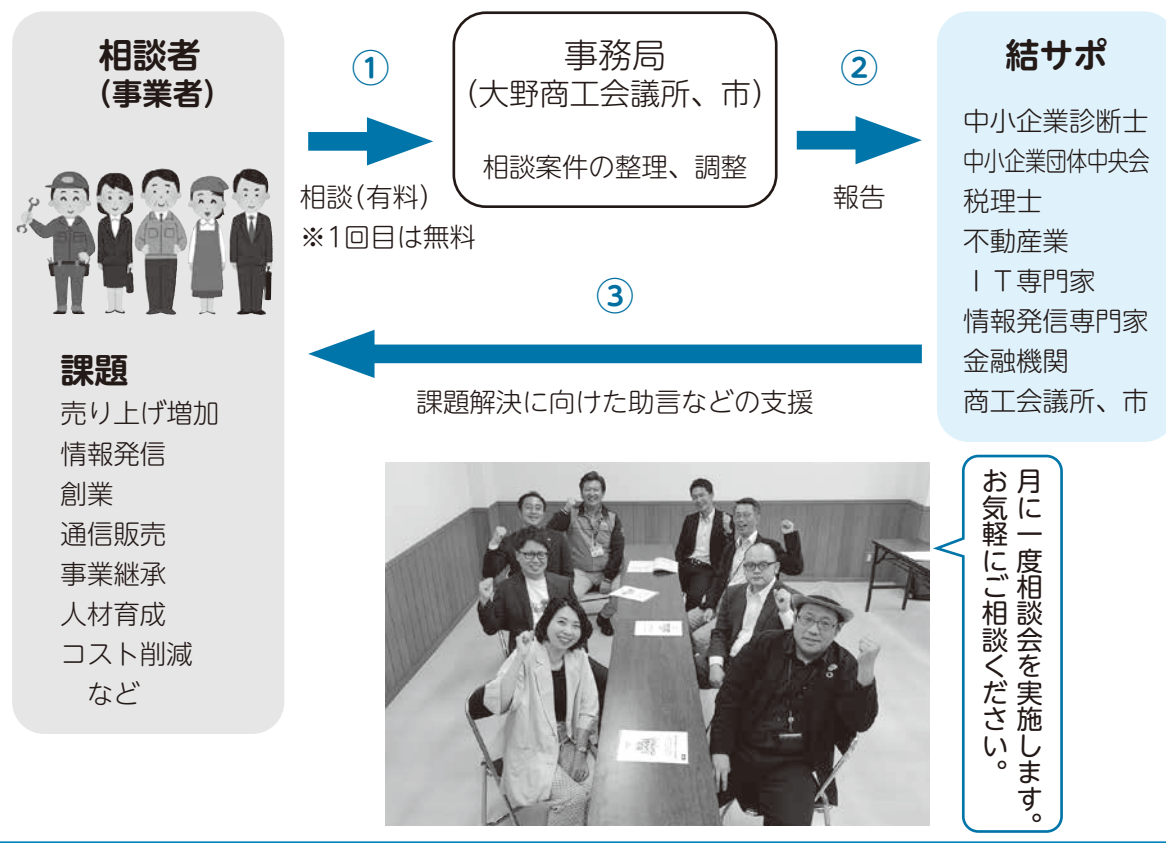 相談者
（事業者）
課題
売り上げ増加
情報発信
創業
通信販売
事業継承
人材育成
コスト削減
など
①
相談（有料）
※1回目は無料
事務局
（大野商工会議所、市）
相談案件の整理、調整
②
報告
結サポ
中小企業診断士
中小企業団体中央会
税理士
不動産業
ＩＴ専門家
情報発信専門家
金融機関
商工会議所、市
③
課題解決に向けた助言などの支援
月に一度相談会を実施します。
お気軽にご相談ください。